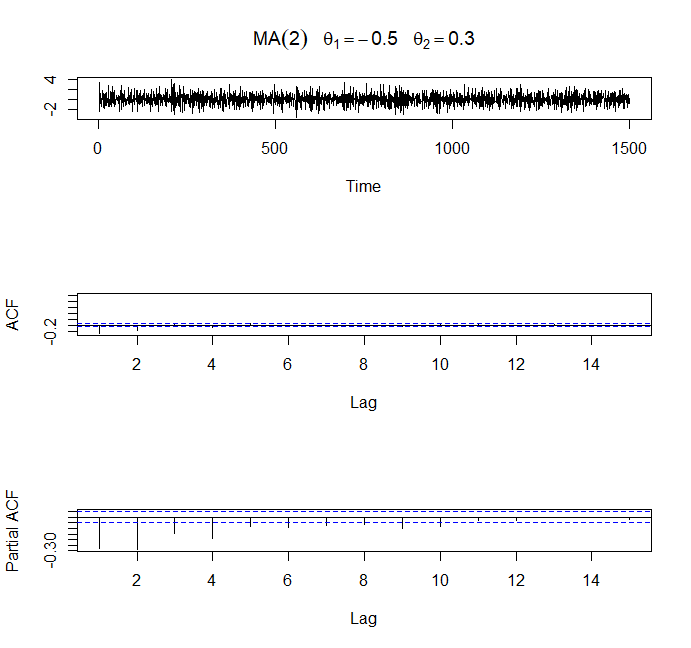 MA(2) θ1 = − 0.5 θ2 = 0.3
4
-2
0 500 1000 1500
Time
ACF
-0.2
2 4 6 8 10 12 14
Lag
Partial ACF
-0.30
2 4 6 8 10 12 14
Lag